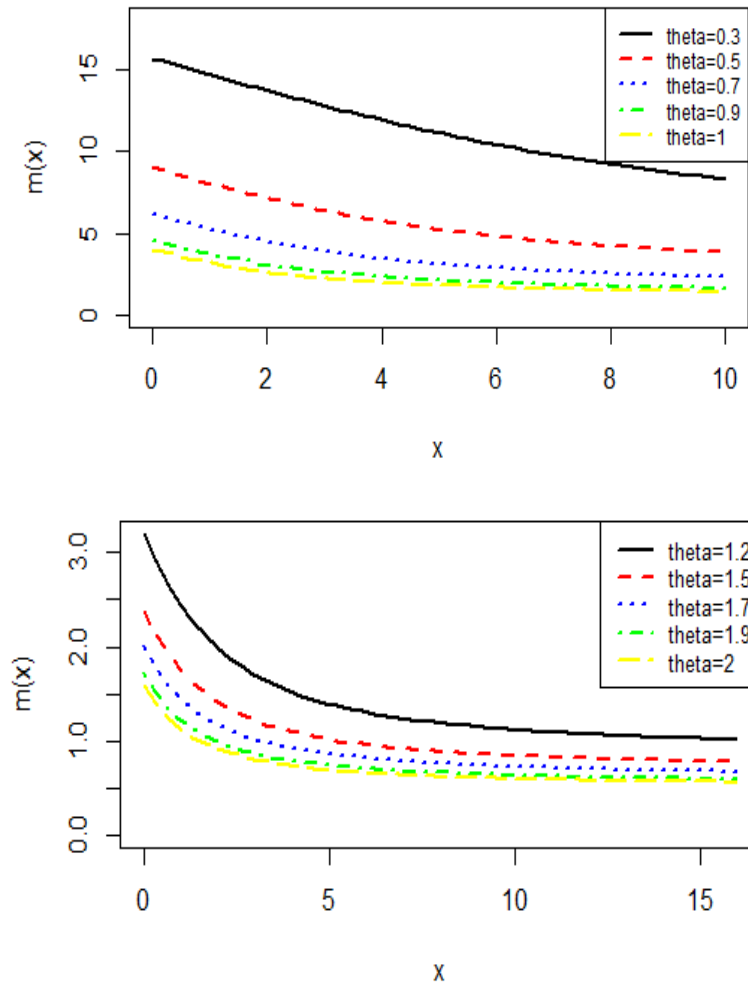 theta=0.3
theta=0.5
theta=0.7
theta=0.9
theta=1
15
10
5
0
m(x)
0 2 4 6 8 10
x
theta=1.2
theta=1.5
theta=1.7
theta=1.9
theta=2
3.0
2.0
1.0
0.0
m(x)
0 5 10 15
x